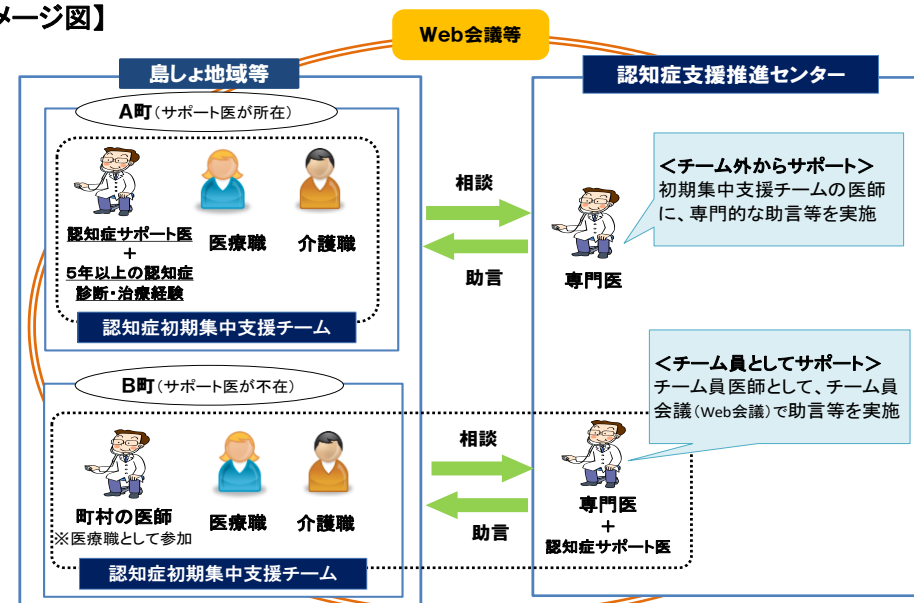 メージ図】
Web会議等
島しょ地域等
A町(サポート医が所在)
認知症サポート医
+
5年以上の認知症
診断・治療経験
医療職
介護職
認知症初期集中支援チーム
相談
助言
認知症支援推進センター
専門医
<チーム外からサポート>
初期集中支援チームの医師
に、専門的な助言等を実施
B町(サポート医が不在)
町村の医師
※医療職として参加
医療職
介護職
認知症初期集中支援チーム
相談
助言
専門医
+
認知症サポート医
<チーム員としてサポート>
チーム員医師として、チーム員
会議(Web会議)で助言等を実施